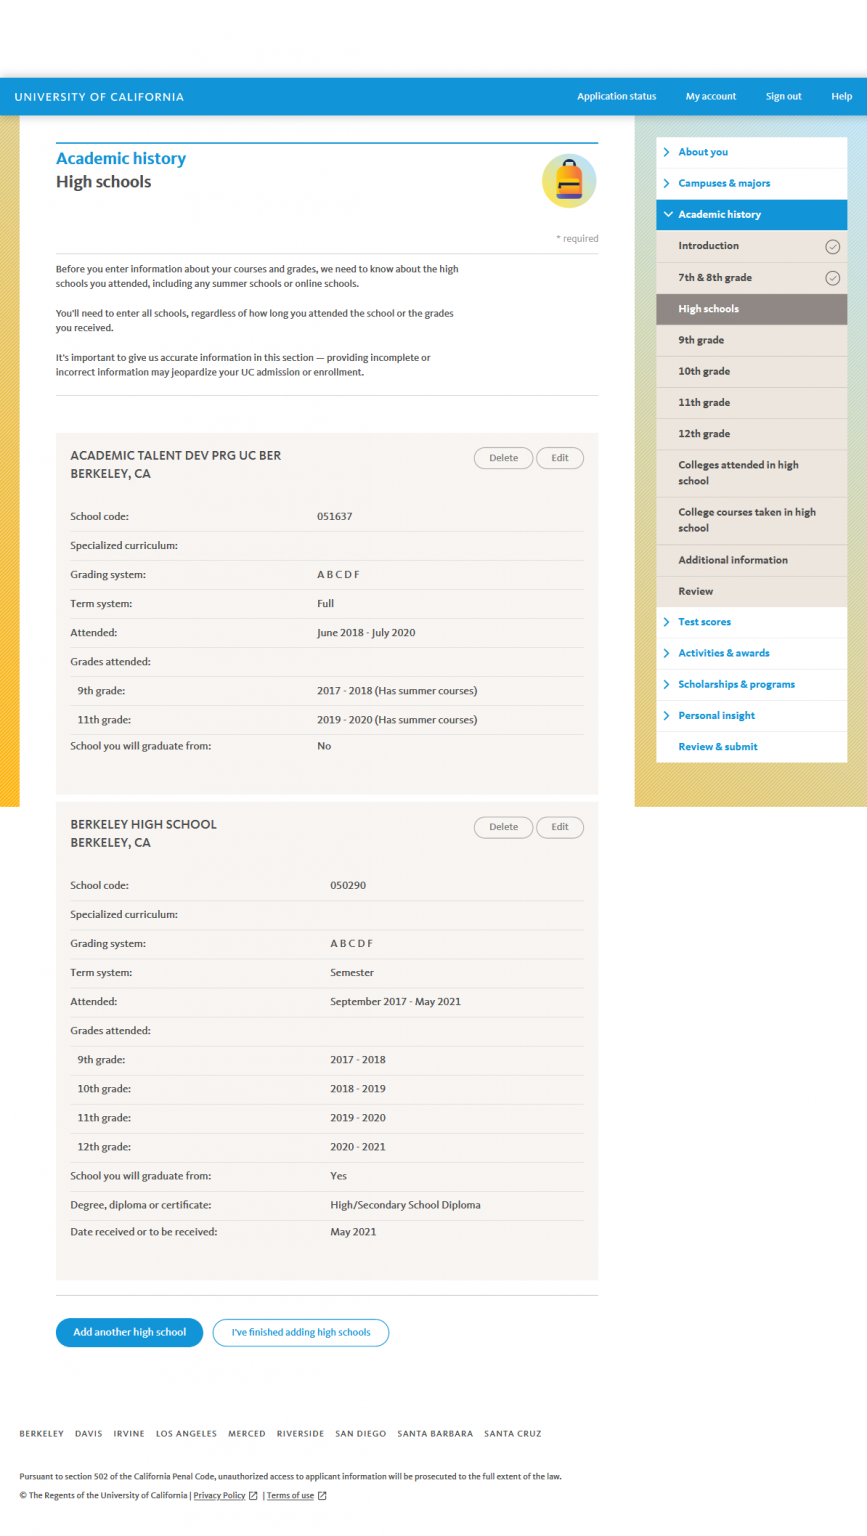 UNIVERSITY OF CALIFORNIA
Application status
My account
Sign out
Help
Academic history
High schools
* required
Before you enter information about your courses and grades, we need to know about the high
schools you attended, including any summer schools or online schools.
You'll need to enter all schools, regardless of how long you attended the school or the grades
you received.
It's important to give us accurate information in this section — providing incomplete or
incorrect information may jeopardize your UC admission or enrollment.
ACADEMIC TALENT DEV PRG UC BER
BERKELEY, CA
Delete
Edit
School code: 051637
Specialized curriculum:
Grading system: A B C D F
Term system: Full
Attended: June 2018 - July 2020
Grades attended:
9th grade: 2017 - 2018 (Has summer courses)
11th grade: 2019 - 2020 (Has summer courses)
School you will graduate from: No
BERKELEY HIGH SCHOOL
BERKELEY, CA
Delete
Edit
School code: 050290
Specialized curriculum:
Grading system: A B C D F
Term system: Semester
Attended: September 2017 - May 2021
Grades attended:
9th grade: 2017 - 2018
10th grade: 2018 - 2019
11th grade: 2019 - 2020
12th grade: 2020 - 2021
School you will graduate from: Yes
Degree, diploma or certificate: High/Secondary School Diploma
Date received or to be received: May 2021
Add another high school
I've finished adding high schools
About you
Campuses & majors
Academic history
Introduction
7th & 8th grade
High schools
9th grade
10th grade
11th grade
12th grade
Colleges attended in high
school
College courses taken in high
school
Additional information
Review
Test scores
Activities & awards
Scholarships & programs
Personal insight
Review & submit
BERKELEY DAVIS IRVINE LOS ANGELES MERCED RIVERSIDE SAN DIEGO SANTA BARBARA SANTA CRUZ
Pursuant to section 502 of the California Penal Code, unauthorized access to applicant information will be prosecuted to the full extent of the law.
© The Regents of the University of California | Privacy Policy | Terms of use